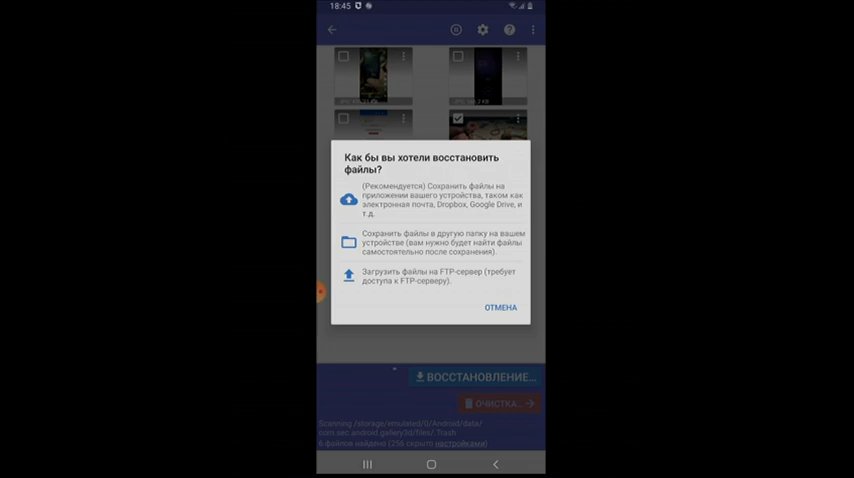 18:45
Как бы вы хотели восстановить
файлы?
(Рекомендуется) Сохранить файлы на
приложении вашего устройства, таком как
электронная почта, Dropbox, Google Drive, и
т.д.
Сохранить файлы в другую папку на вашем
устройстве (вам нужно будет найти файлы
самостоятельно после сохранения).
Загрузить файлы на FTP-сервер (требует
доступа к FTP-серверу).
ОТМЕНА
ВОССТАНОВЛЕНИЕ...
ОЧИСТКА...
Scanning /storage/emulated/0/Android/data/
com.sec.android.gallery3d/files/.Trash
6 файлов найдено (256 скрыто настройками)